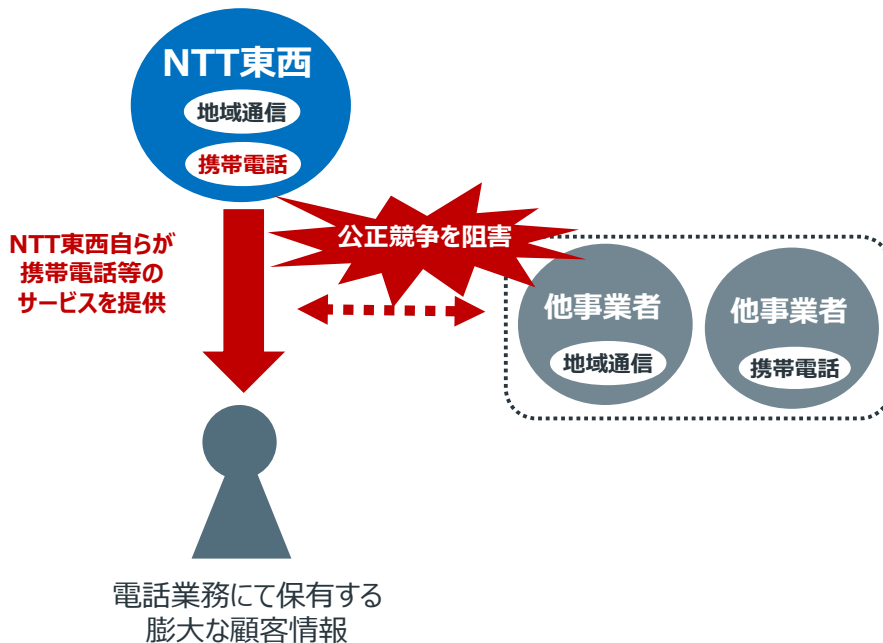 NTT東西
地域通信
携帯電話
NTT東西自らが
携帯電話等の
サービスを提供
公正競争を阻害
他事業者
地域通信
他事業者
携帯電話
電話業務にて保有する
膨大な顧客情報